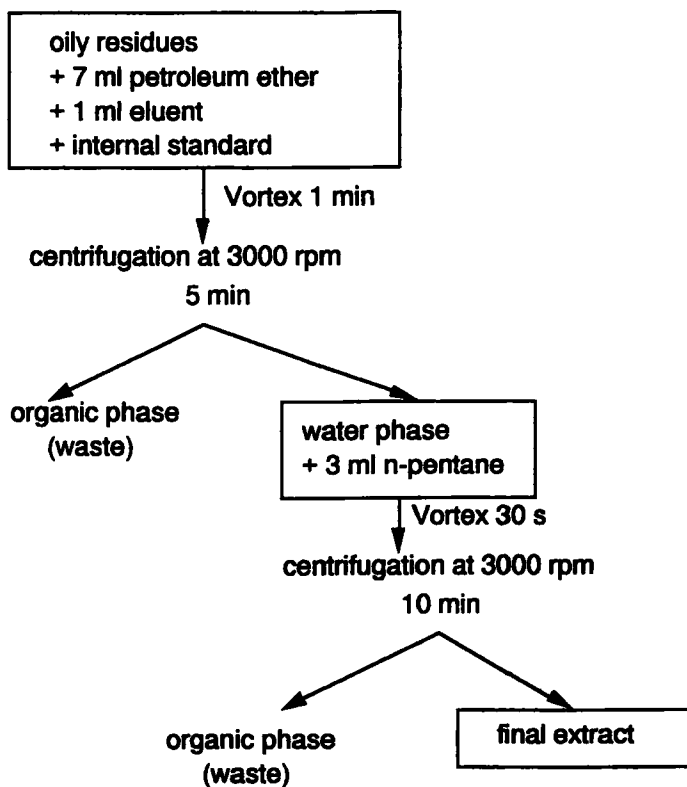 oily residues
+ 7 ml petroleum ether
+ 1 ml eluent
+ internal standard
Vortex 1 min
centrifugation at 3000 rpm
5 min
organic phase
(waste)
water phase
+ 3 ml n-pentane
Vortex 30 s
centrifugation at 3000 rpm
10 min
organic phase
(waste)
final extract